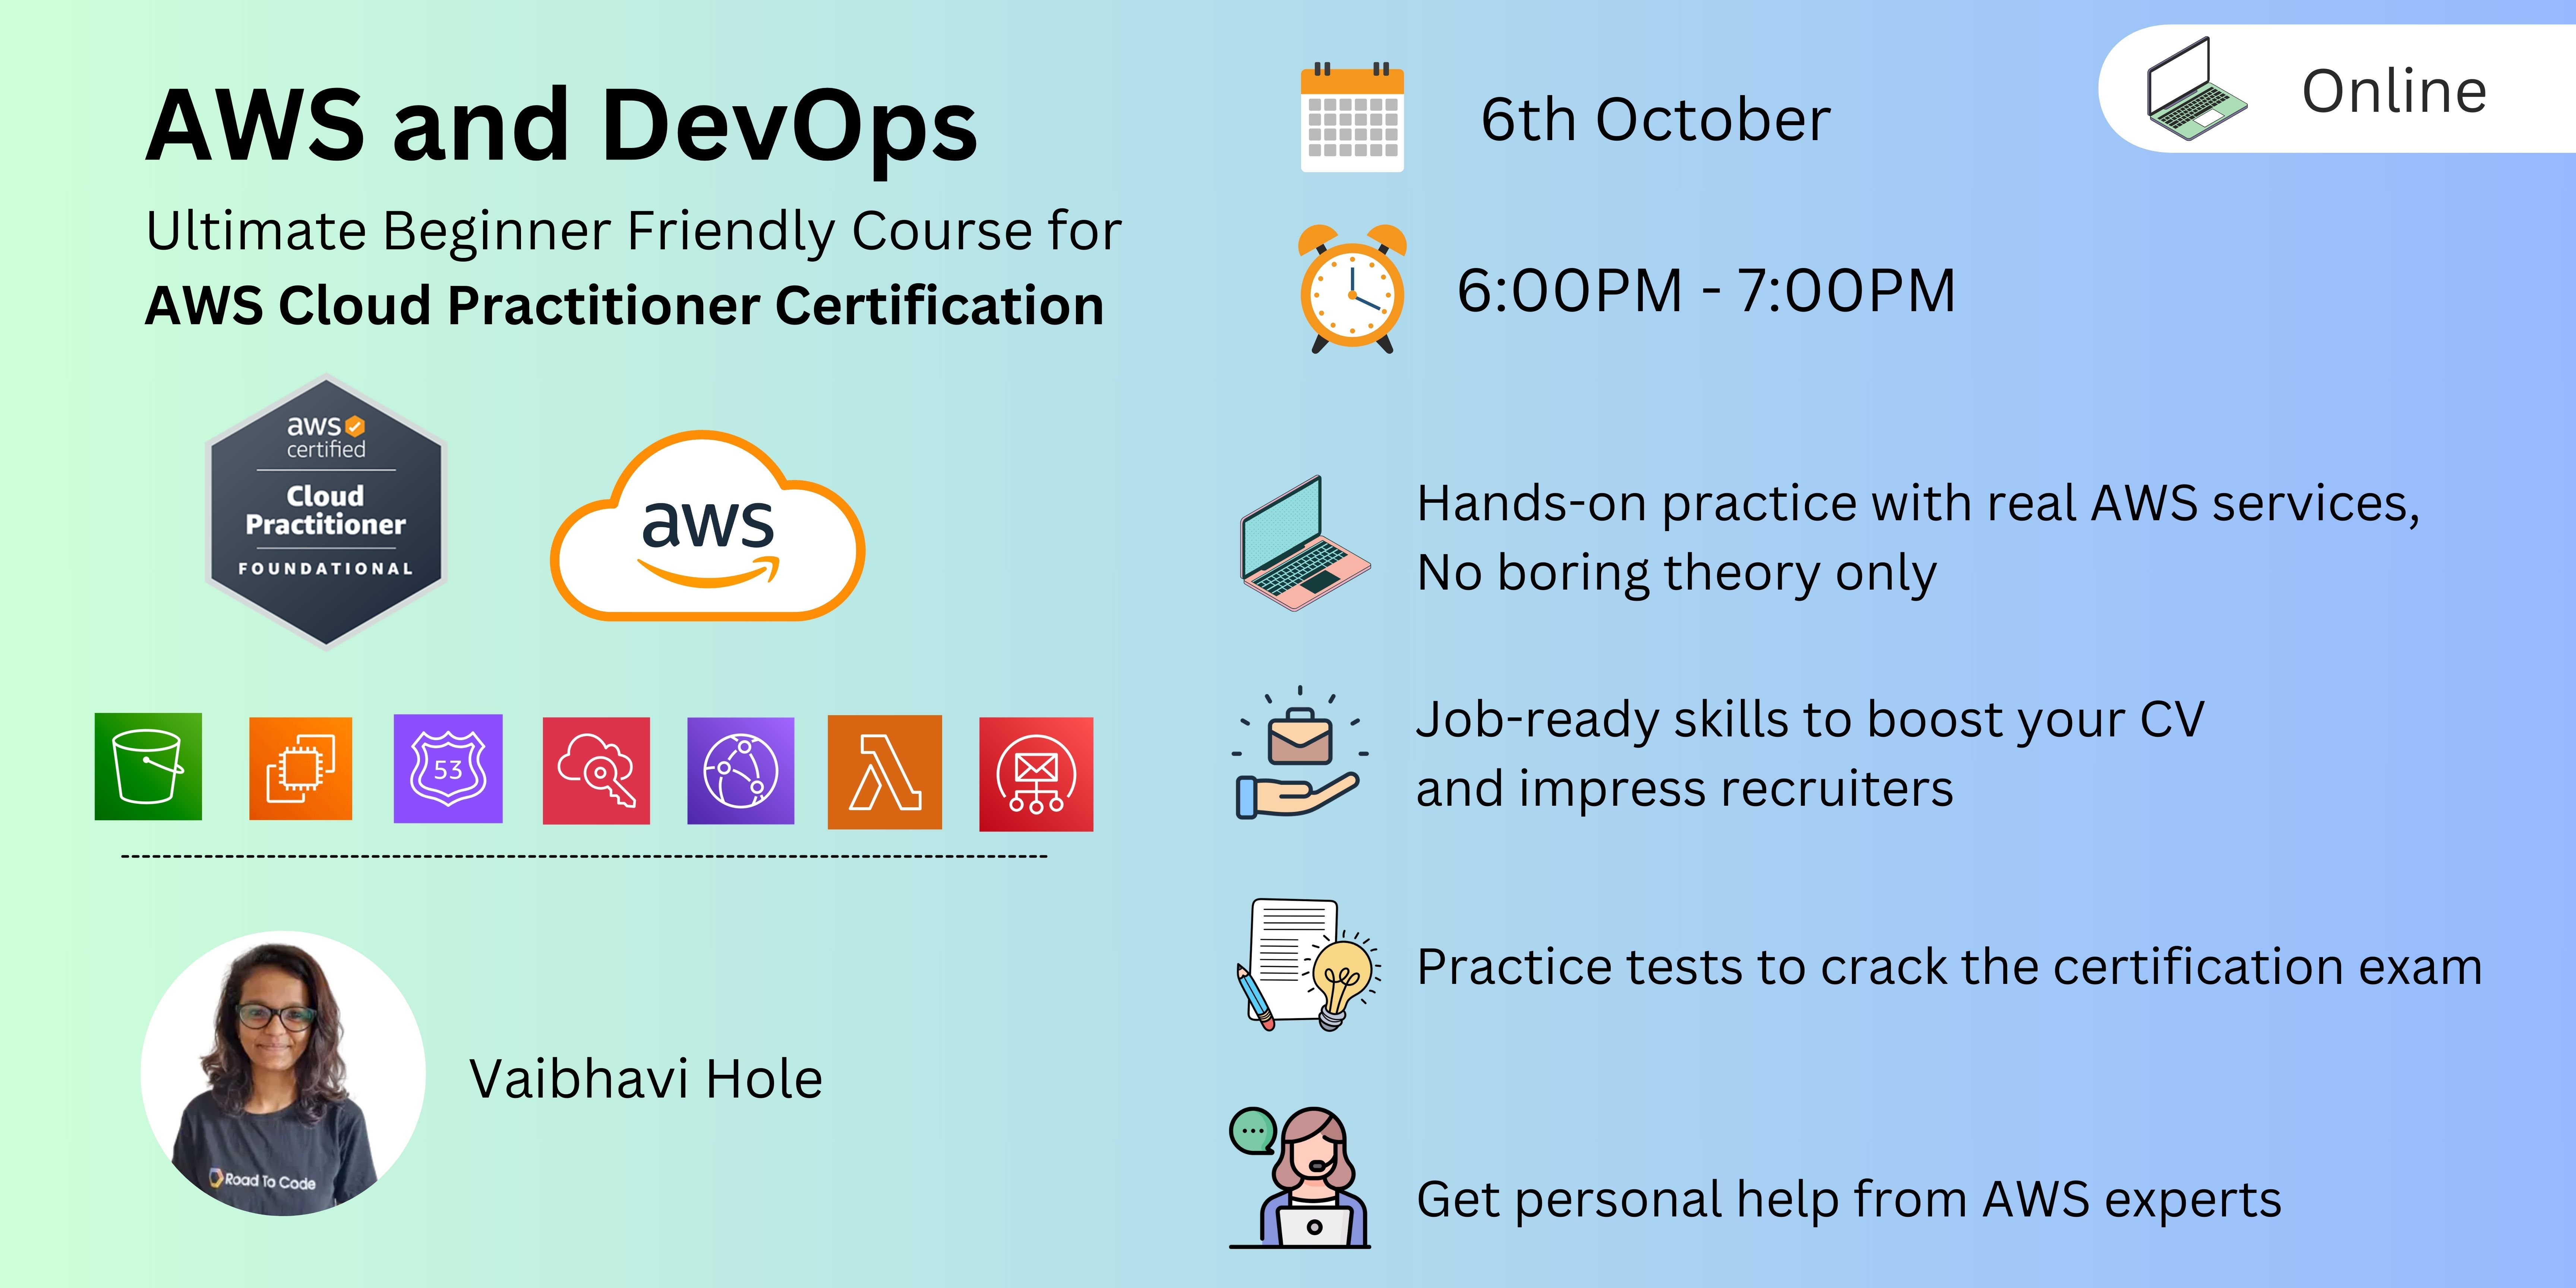 AWS and DevOps
Ultimate Beginner Friendly Course for
AWS Cloud Practitioner Certification
aws
certified
Cloud
Practitioner
FOUNDATIONAL
aws
53
Road To Code
Vaibhavi Hole
Online
6th October
6:00PM - 7:00PM
Hands-on practice with real AWS services,
No boring theory only
Job-ready skills to boost your CV
and impress recruiters
Practice tests to crack the certification exam
Get personal help from AWS experts